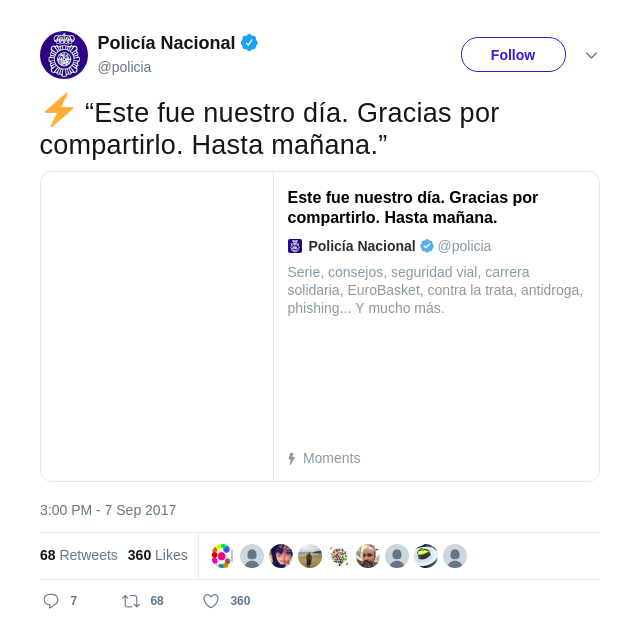 Policía Nacional
@policia
Follow
⚡ “Este fue nuestro día. Gracias por
compartirlo. Hasta mañana.”
Este fue nuestro día. Gracias por
compartirlo. Hasta mañana.
Policía Nacional @policia
Serie, consejos, seguridad vial, carrera
solidaria, EuroBasket, contra la trata, antidroga,
phishing... Y mucho más.
Moments
3:00 PM - 7 Sep 2017
68 Retweets 360 Likes
7 68 360